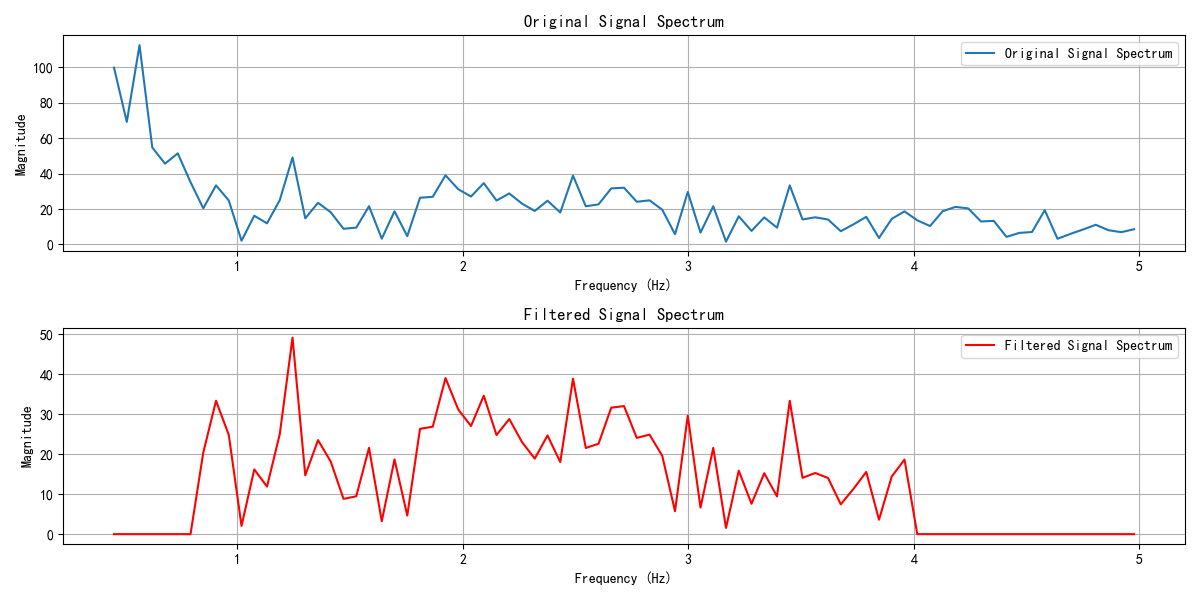 Original Signal Spectrum
Original Signal Spectrum
Magnitude
100
80
60
40
20
0
1 2 3 4 5
Frequency (Hz)
Filtered Signal Spectrum
Filtered Signal Spectrum
Magnitude
50
40
30
20
10
0
1 2 3 4 5
Frequency (Hz)